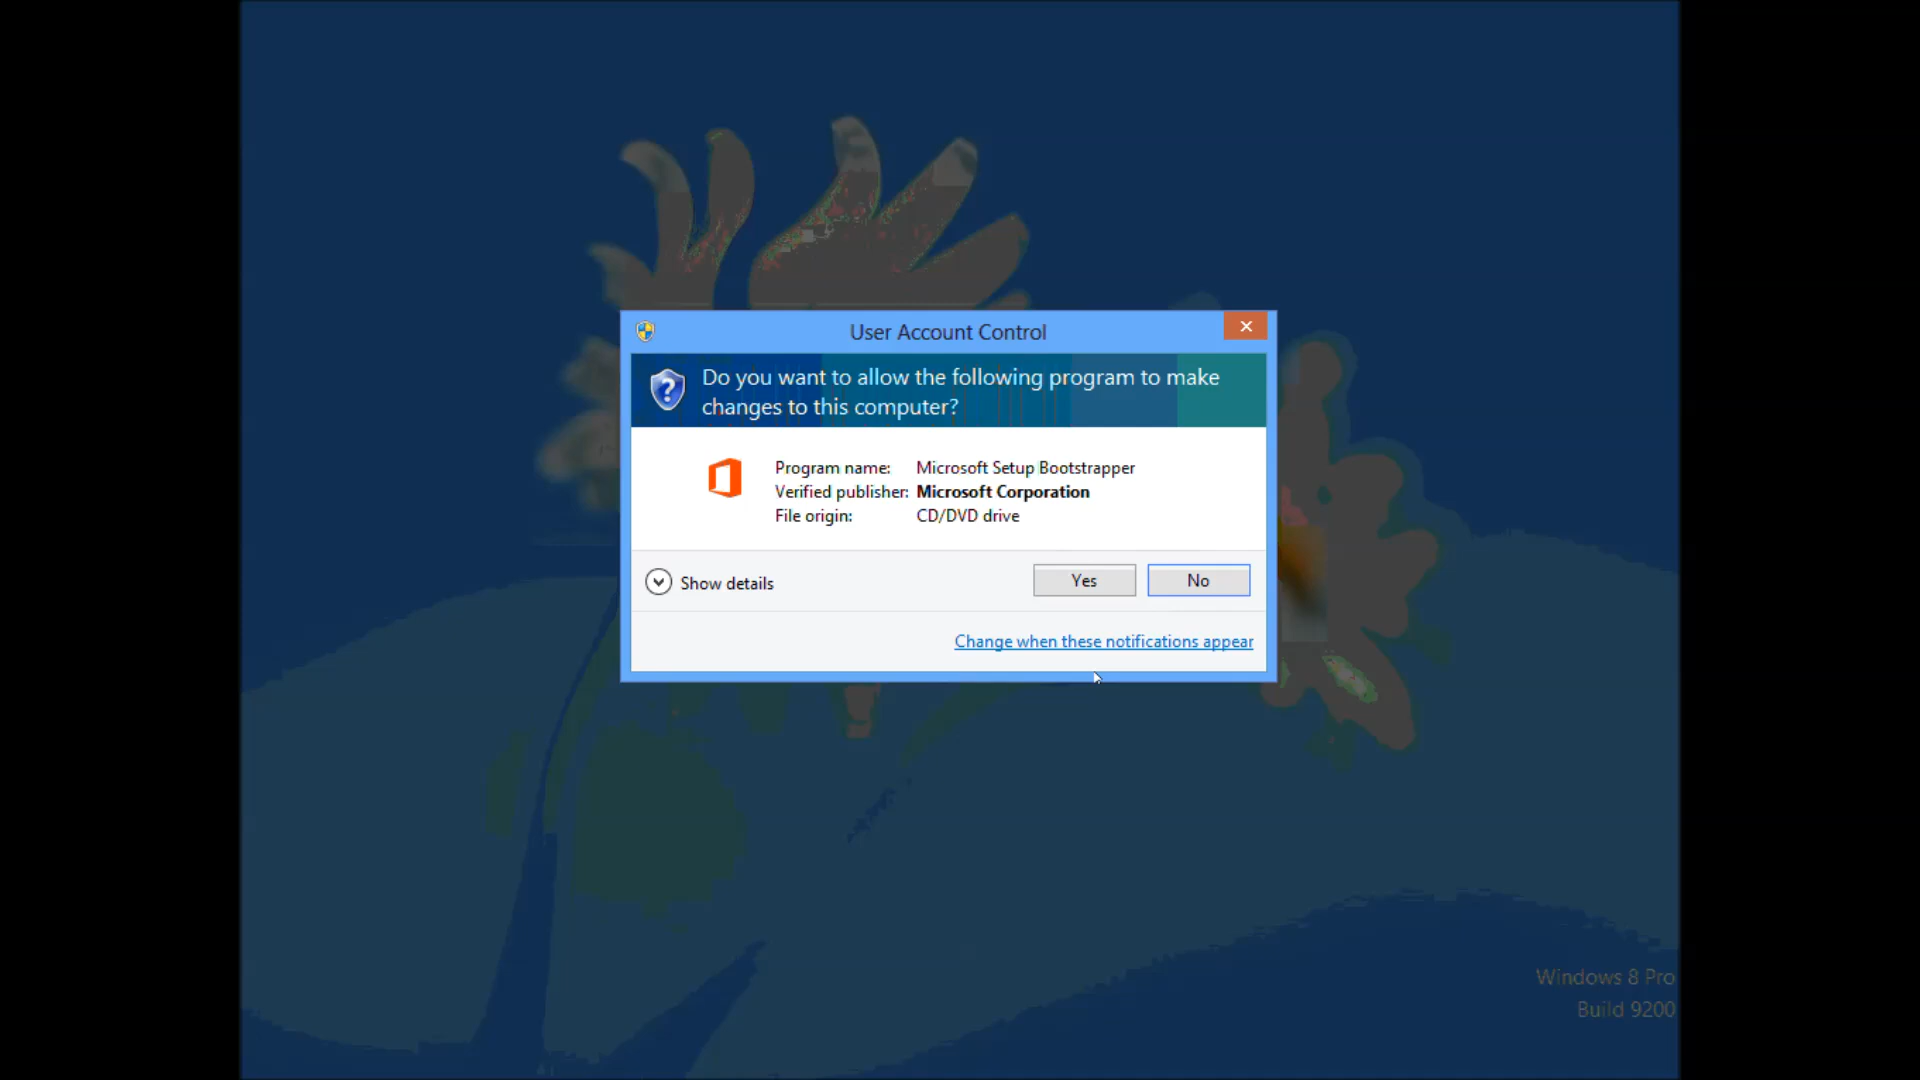 User Account Control
Do you want to allow the following program to make
changes to this computer?
Program name: Microsoft Setup Bootstrapper
Verified publisher: Microsoft Corporation
File origin: CD/DVD drive
Show details
Yes
No
Change when these notifications appear
Windows 8 Pro
Build 9200